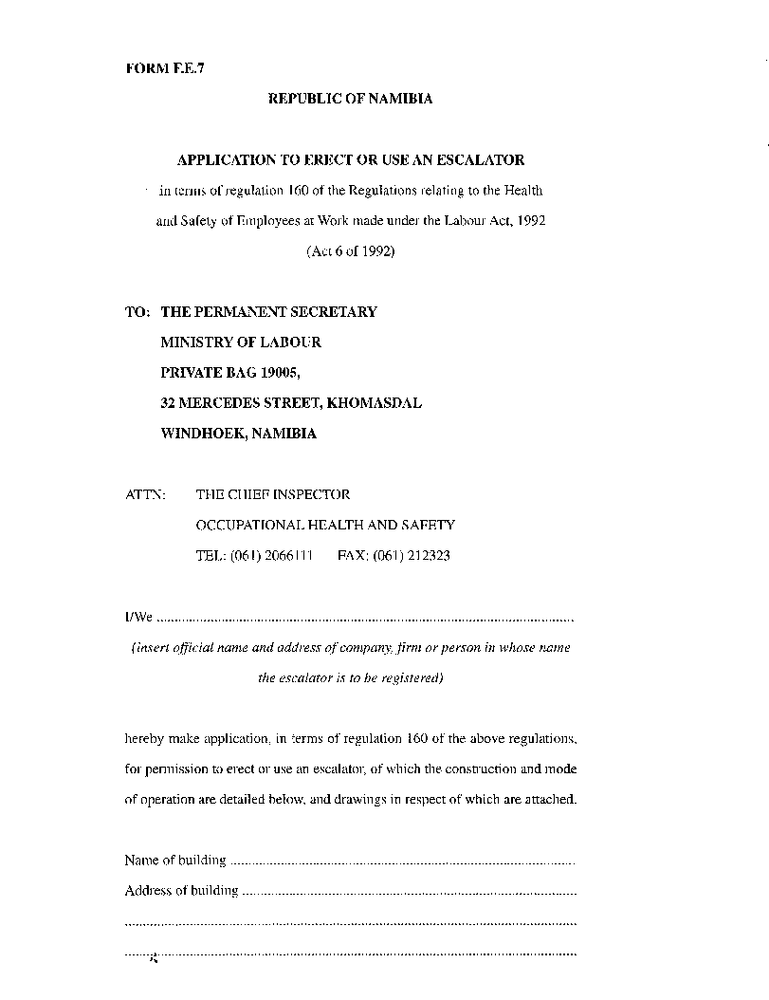 FORM F.E.7
REPUBLIC OF NAMIBIA
APPLICATION TO ERECT OR USE AN ESCALATOR
in terms of regulation 160 of the Regulations relating to the Health
and Safety of Employees at Work made under the Labour Act, 1992
(Act 6 of 1992)
TO: THE PERMANENT SECRETARY
MINISTRY OF LABOUR
PRIVATE BAG 19005,
32 MERCEDES STREET, KHOMASDAL
WINDHOEK, NAMIBIA
ATTN: THE CHIEF INSPECTOR
OCCUPATIONAL HEALTH AND SAFETY
TEL: (061) 2066111 FAX: (061) 212323
I/We ..........................................................................................................
(insert official name and address of company, firm or person in whose name
the escalator is to be registered)
hereby make application, in terms of regulation 160 of the above regulations,
for permission to erect or use an escalator, of which the construction and mode
of operation are detailed below, and drawings in respect of which are attached.
Name of building ................................................................................
Address of building .............................................................................
..................................................................................................................
..................................................................................................................